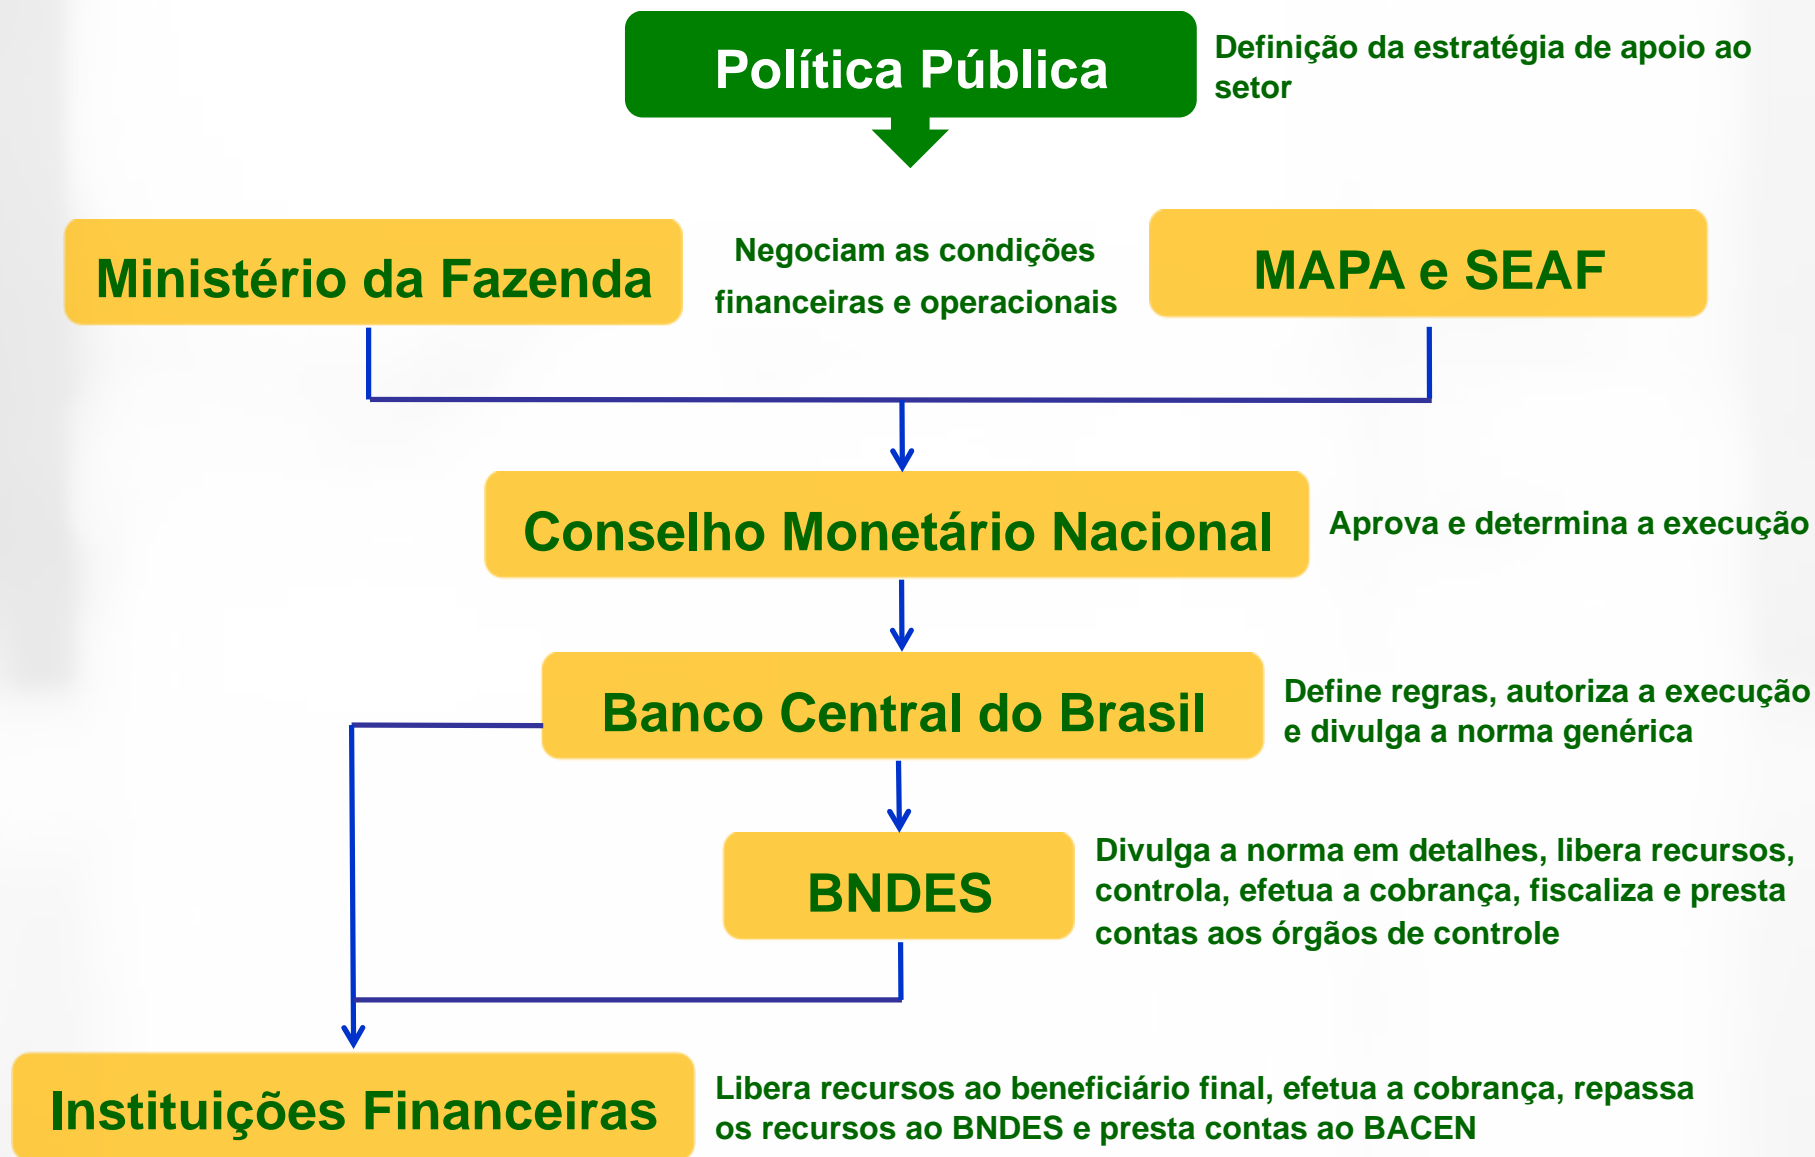 Política Pública
Definição da estratégia de apoio ao
setor
Ministério da Fazenda
Negociam as condições
financeiras e operacionais
MAPA e SEAF
Conselho Monetário Nacional
Aprova e determina a execução
Banco Central do Brasil
Define regras, autoriza a execução
e divulga a norma genérica
BNDES
Divulga a norma em detalhes, libera recursos,
controla, efetua a cobrança, fiscaliza e presta
contas aos órgãos de controle
Instituições Financeiras
Libera recursos ao beneficiário final, efetua a cobrança, repassa
os recursos ao BNDES e presta contas ao BACEN